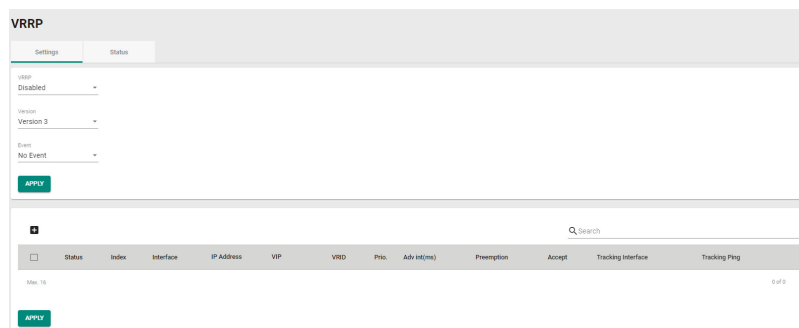 VRRP
Settings Status
VRRP
Disabled
Version
Version 3
Event
No Event
APPLY
Search
Status Index Interface IP Address VIP VRID Prio. Adv int(ms) Preemption Accept Tracking Interface Tracking Ping
Max. 16 0 of 0
APPLY